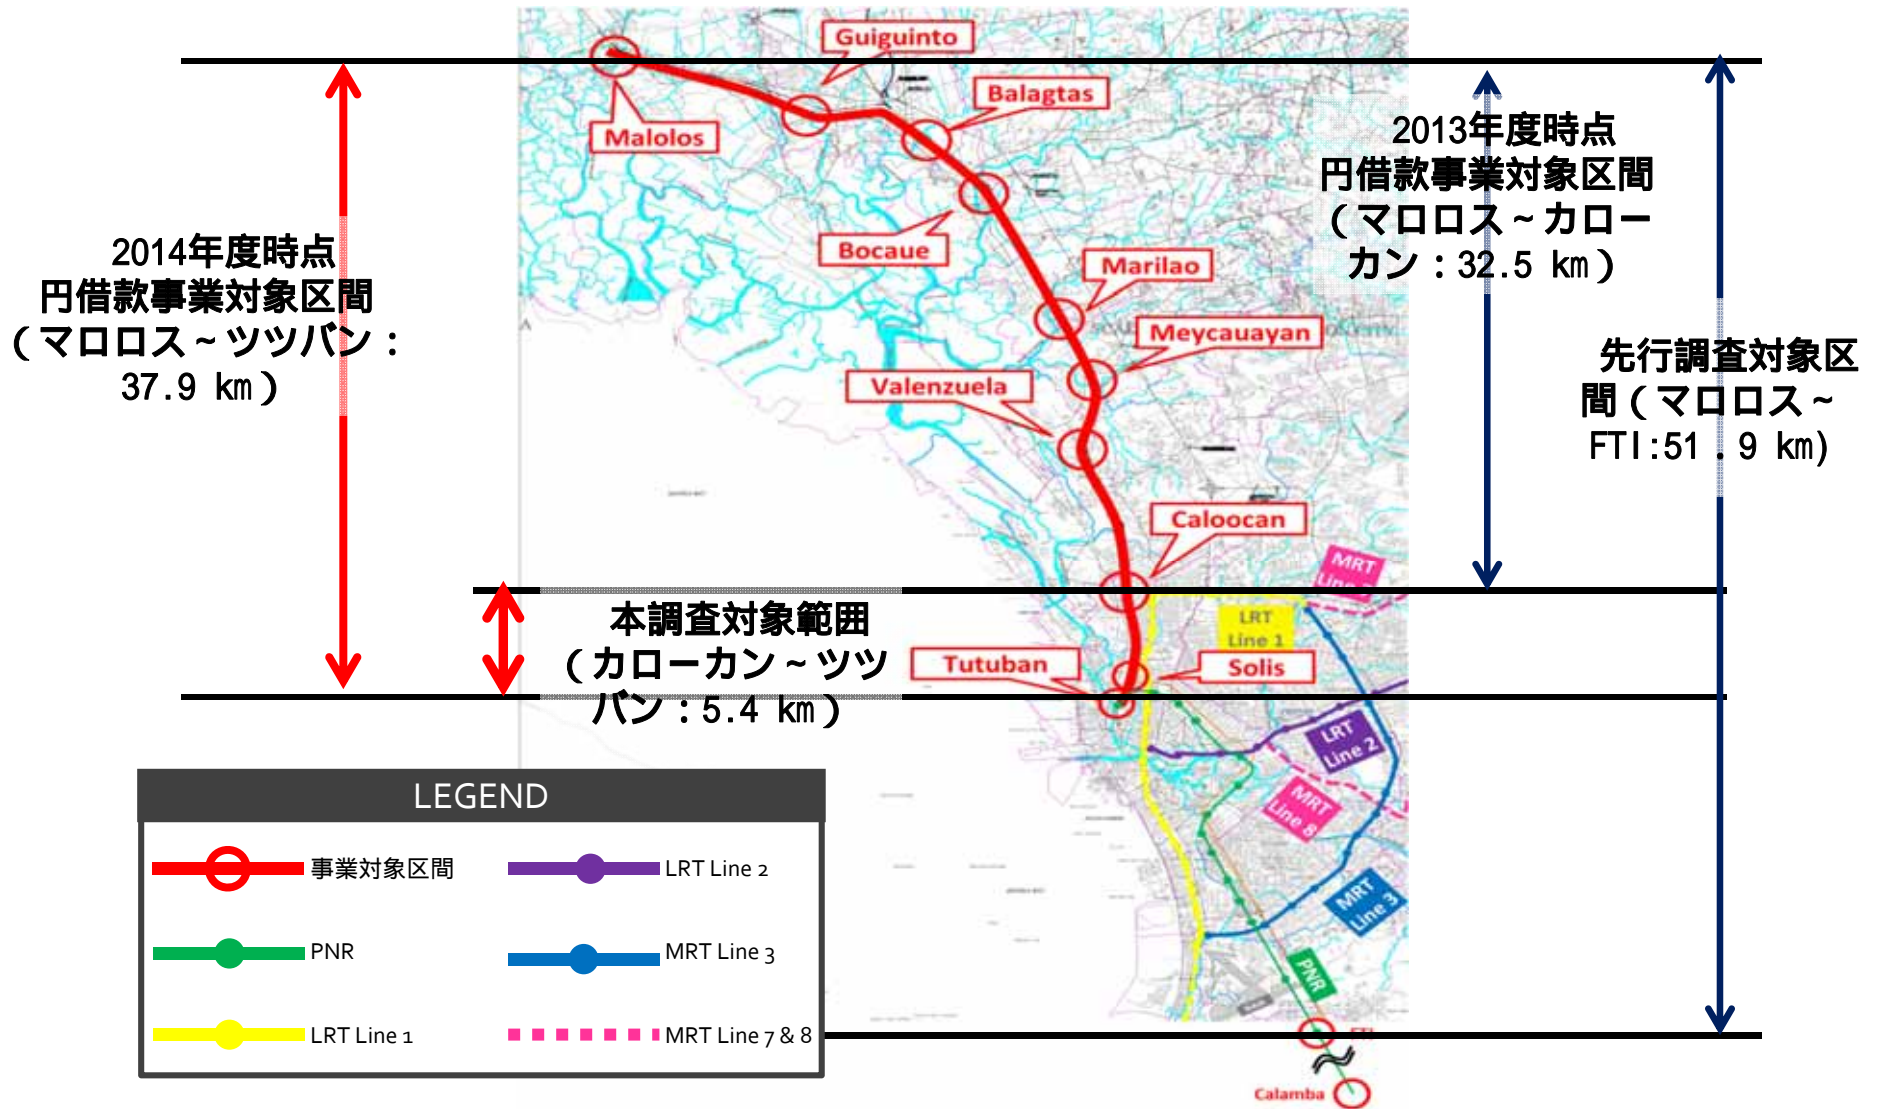 Guiguinto
Balagtas
Malolos
2013年度時点
円借款事業対象区間
(マロロス~カロー
カン:32.5 km)
2014年度時点
円借款事業対象区間
(マロロス~ツツバン:
37.9 km)
Bocaue
Marilao
Meycauayan
Valenzuela
先行調査対象区
間(マロロス~
FTI:51.9 km)
Caloocan
MRT
Line
本調査対象範囲
(カローカン~ツツ
バン:5.4 km)
LRT
Line 1
Tutuban
Solis
LRT
Line 2
MRT
Line 8
LEGEND
事業対象区間
LRT Line 2
PNR
MRT Line 3
LRT Line 1
MRT Line 7 & 8
MRT
Line 3
PNR
FTI
Calamba